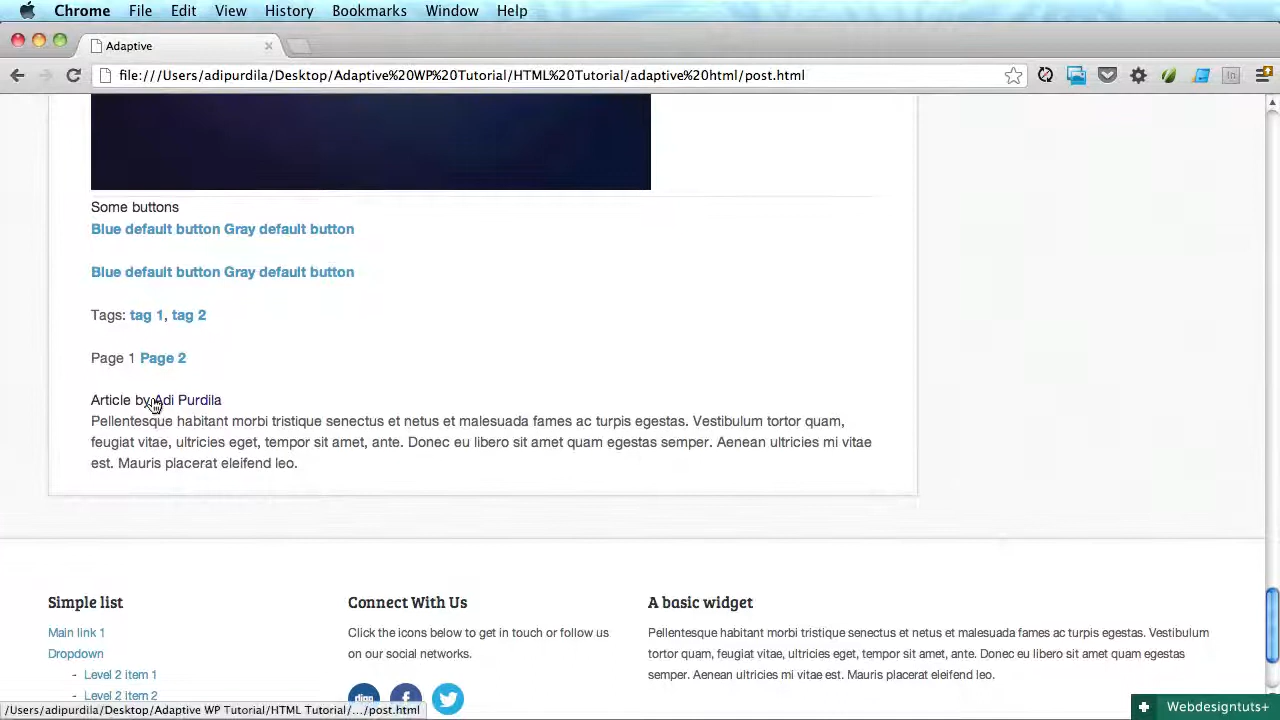 Chrome File Edit View History Bookmarks Window Help
Adaptive
file:///Users/adipurdila/Desktop/Adaptive%20WP%20Tutorial/HTML%20Tutorial/adaptive%20html/post.html
Some buttons
Blue default button Gray default button
Blue default button Gray default button
Tags: tag 1, tag 2
Page 1 Page 2
Article by Adi Purdila
Pellentesque habitant morbi tristique senectus et netus et malesuada fames ac turpis egestas. Vestibulum tortor quam,
feugiat vitae, ultricies eget, tempor sit amet, ante. Donec eu libero sit amet quam egestas semper. Aenean ultricies mi vitae
est. Mauris placerat eleifend leo.
Simple list
Main link 1
Dropdown
- Level 2 item 1
- Level 2 item 2
Connect With Us
Click the icons below to get in touch or follow us
on our social networks.
digg
A basic widget
Pellentesque habitant morbi tristique senectus et netus et malesuada fames ac turpis egestas. Vestibulum
tortor quam, feugiat vitae, ultricies eget, tempor sit amet, ante. Donec eu libero sit amet quam egestas
semper. Aenean ultricies mi vitae est. Mauris placerat eleifend leo.
/Users/adipurdila/Desktop/Adaptive WP Tutorial/HTML Tutorial/.../post.html
Webdesigntuts+